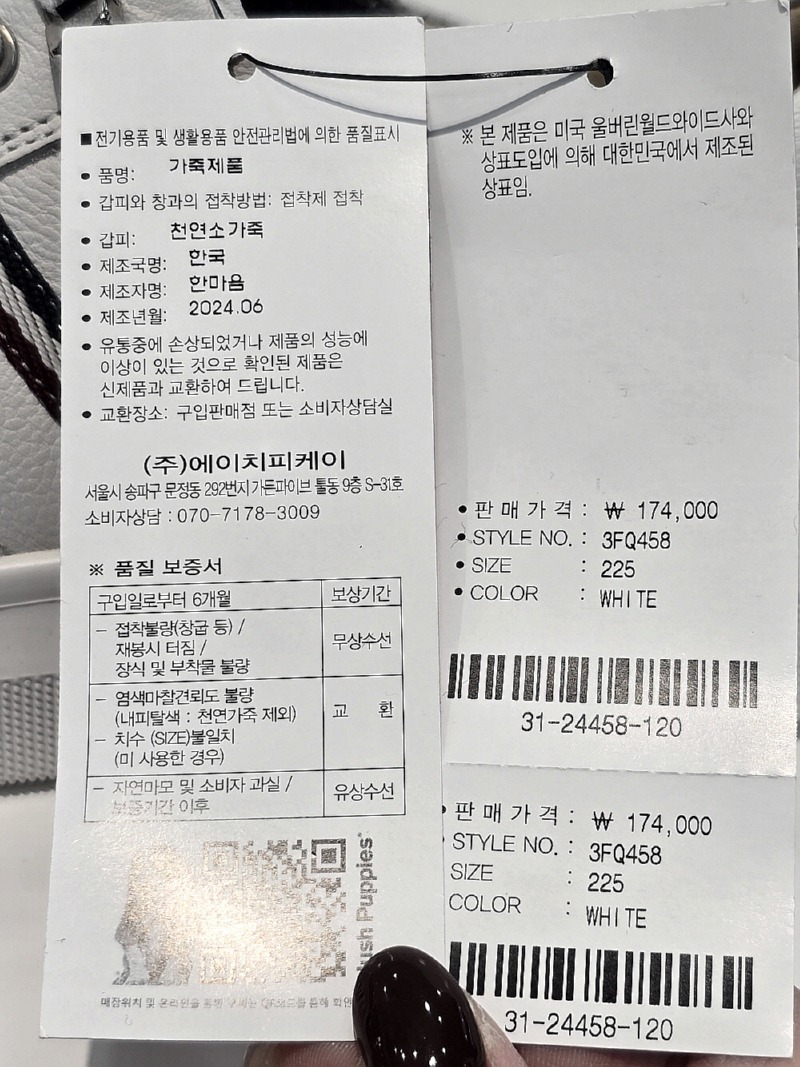 ■ 전기용품 및 생활용품 안전관리법에 의한 품질표시
● 품명: 가죽제품
● 갑피와 창과의 접착방법: 접착제 접착
● 갑피: 천연소가죽
● 제조국명: 한국
● 제조자명: 한마음
● 제조년월: 2024.06
● 유통중에 손상되었거나 제품의 성능에
이상이 있는 것으로 확인된 제품은
신제품과 교환하여 드립니다.
● 교환장소: 구입판매점 또는 소비자상담실
(주)에이치피케이
서울시 송파구 문정동 292번지 가든파이브 툴동 9층 S-31호
소비자상담 : 070-7178-3009
※ 품질 보증서
구입일로부터 6개월 보상기간
- 접착불량(창굽 등) /
재봉시 터짐 /
장식 및 부착물 불량
무상수선
- 염색마찰견뢰도 불량
(내피탈색 : 천연가죽 제외)
- 치수 (SIZE)불일치
(미 사용한 경우)
교 환
- 자연마모 및 소비자 과실 /
보증기간 이후
유상수선
Puppies
매장위치 및 온라인을
※ 본 제품은 미국 울버린월드와이드사와
상표도입에 의해 대한민국에서 제조된
상표임.
● 판매가격 : ₩ 174,000
● STYLE NO. : 3FQ458
● SIZE : 225
● COLOR : WHITE
31-24458-120
● 판매가격 : ₩ 174,000
● STYLE NO. : 3FQ458
SIZE : 225
COLOR : WHITE
31-24458-120